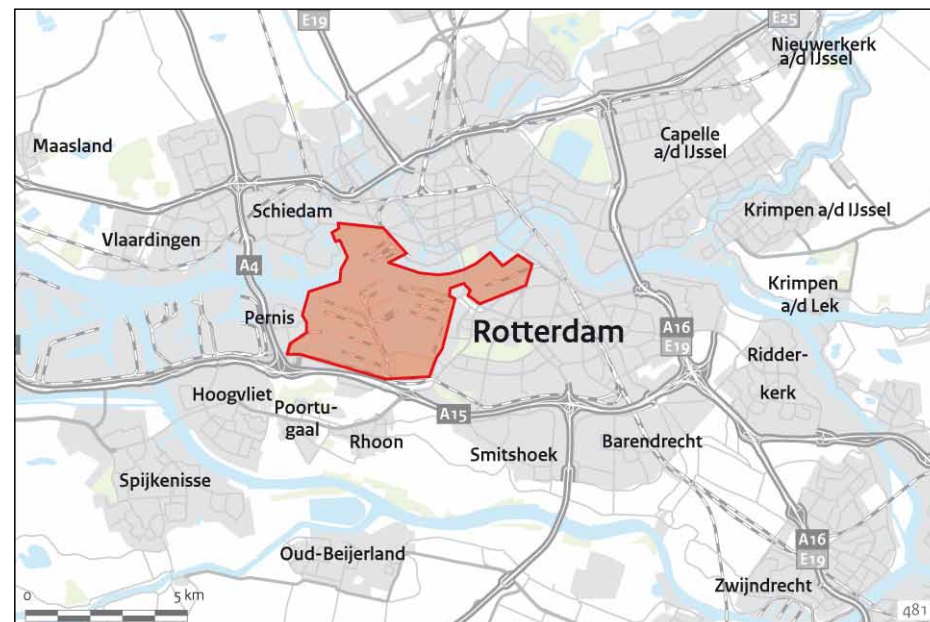 E19
E25
Nieuwerkerk
a/d IJssel
Maasland
Capelle
a/d IJssel
Schiedam
Krimpen a/d IJssel
Vlaardingen
A4
Krimpen
a/d Lek
Pernis
Rotterdam
A16
E19
Ridder-
kerk
Hoogvliet
Poortu-
gaal
A15
Rhoon
Smitshoek
Barendrecht
Spijkenisse
A16
E19
Oud-Beijerland
Zwijndrecht
0
5 km
481